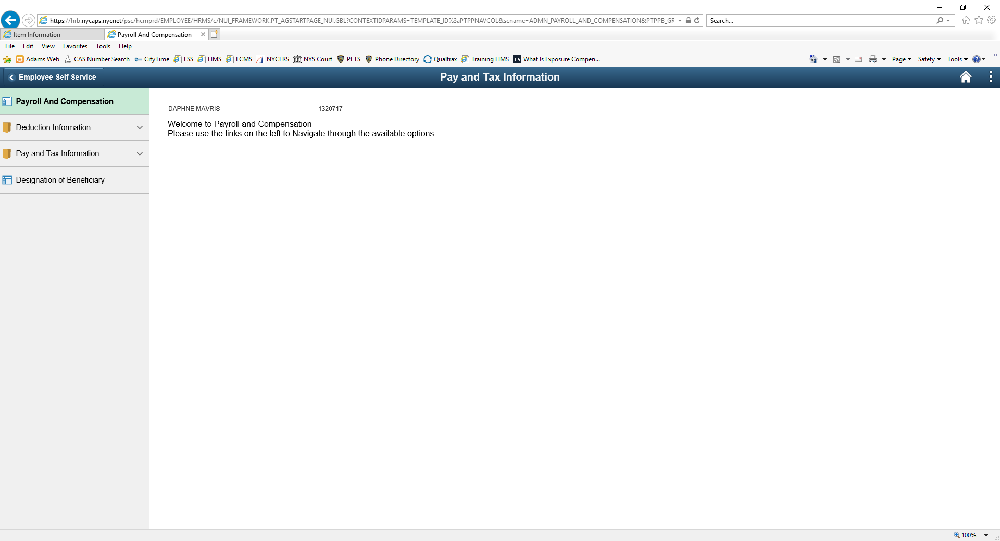 https://hrb.nycaps.nycnet/psc/hcmprd/EMPLOYEE/HRMS/c/NUI_FRAMEWORK.PT_AGSTARTPAGE_NUI.GBL?CONTEXTIDPARAMS=TEMPLATE_ID%3aPTPPNAVCOL&scname=ADMN_PAYROLL_AND_COMPENSATION&PTPPB_GR
Search...
Item Information
Payroll And Compensation
File Edit View Favorites Tools Help
Adams Web CAS Number Search CityTime ESS LIMS ECMS NYCERS NYS Court PETS Phone Directory Qualtrax Training LIMS HTG What Is Exposure Compen... Page Safety Tools
Employee Self Service
Pay and Tax Information
Payroll And Compensation
Deduction Information
Pay and Tax Information
Designation of Beneficiary
DAPHNE MAVRIS 1320717
Welcome to Payroll and Compensation
Please use the links on the left to Navigate through the available options.
100%